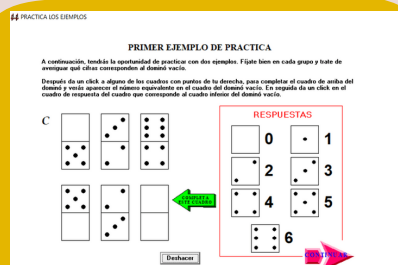 PRACTICA LOS EJEMPLOS
PRIMER EJEMPLO DE PRACTICA
A continuación, tendrás la oportunidad de practicar con dos ejemplos. Fíjate bien en cada grupo y trate de
averiguar qué cifras corresponden al dominó vacío.
Después da un click a alguno de los cuadros con puntos de tu derecha, para completar el cuadro de arriba del
dominó y verás aparecer el número equivalente en el cuadro del dominó vacío. En seguida da un click en el
cuadro de respuesta del cuadro que corresponde al cuadro inferior del dominó vacío.
C
RESPUESTAS
0
1
2
3
4
5
6
COMPLETA
ESTE CUADRO
CONTINUAR
Deshacer